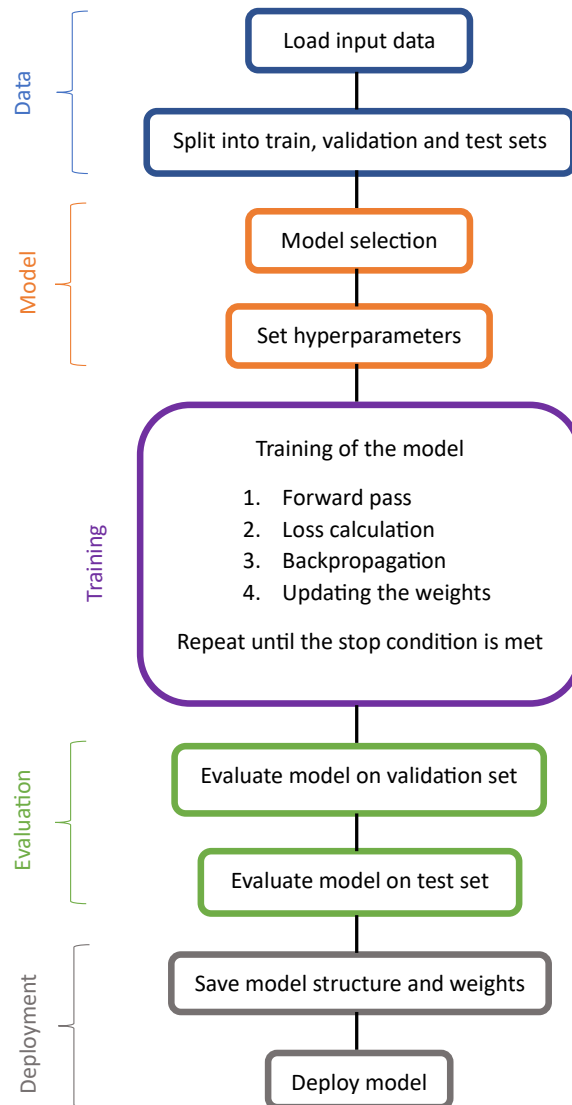 Data
Load input data
Split into train, validation and test sets
Model
Model selection
Set hyperparameters
Training
Training of the model
1. Forward pass
2. Loss calculation
3. Backpropagation
4. Updating the weights
Repeat until the stop condition is met
Evaluation
Evaluate model on validation set
Evaluate model on test set
Deployment
Save model structure and weights
Deploy model